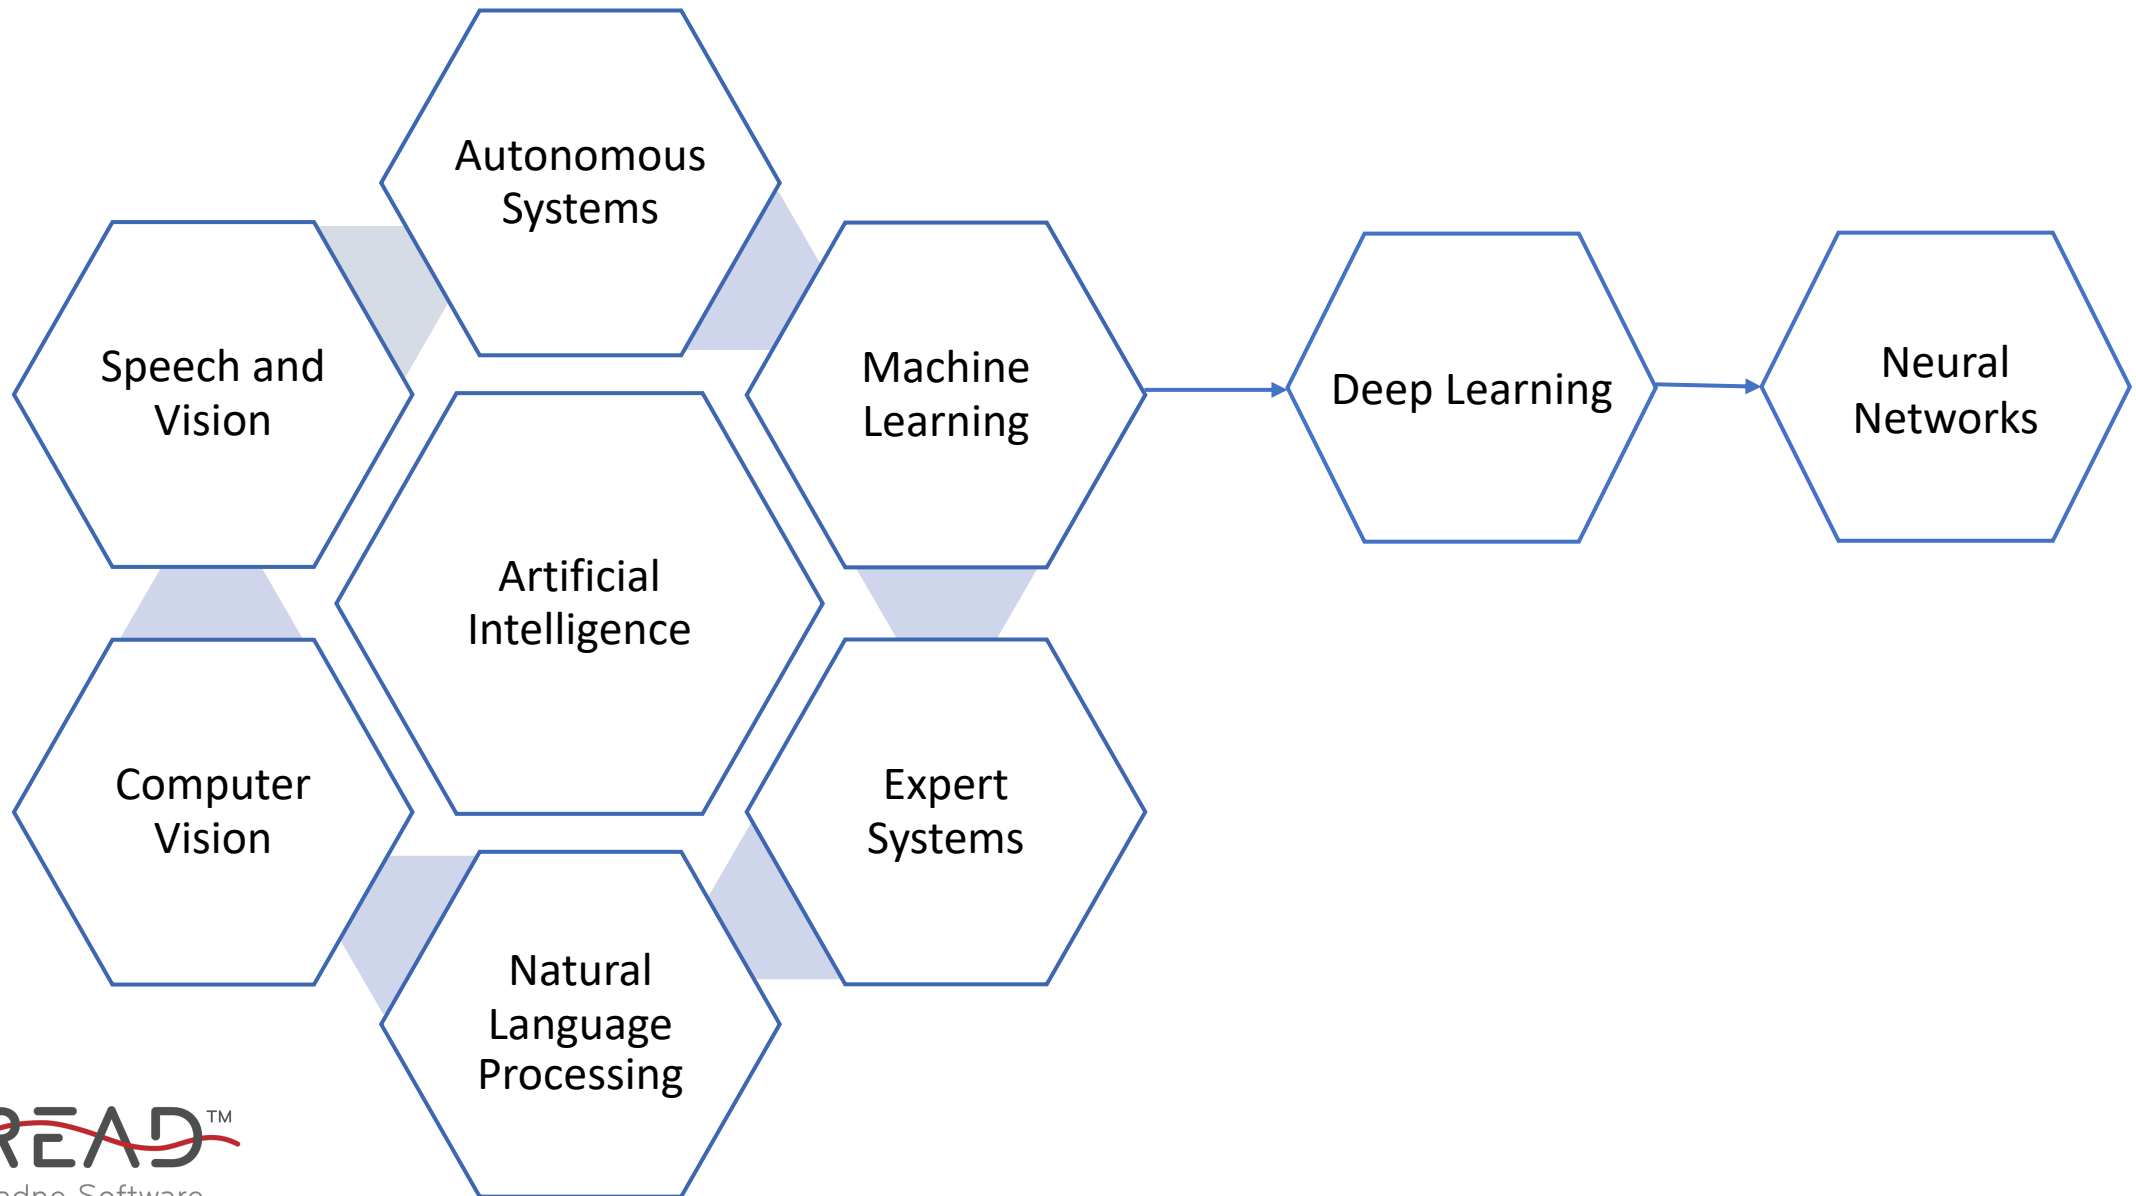 Autonomous
Systems
Speech and
Vision
Machine
Learning
Deep Learning
Neural
Networks
Artificial
Intelligence
Computer
Vision
Expert
Systems
Natural
Language
Processing
READ™
Software